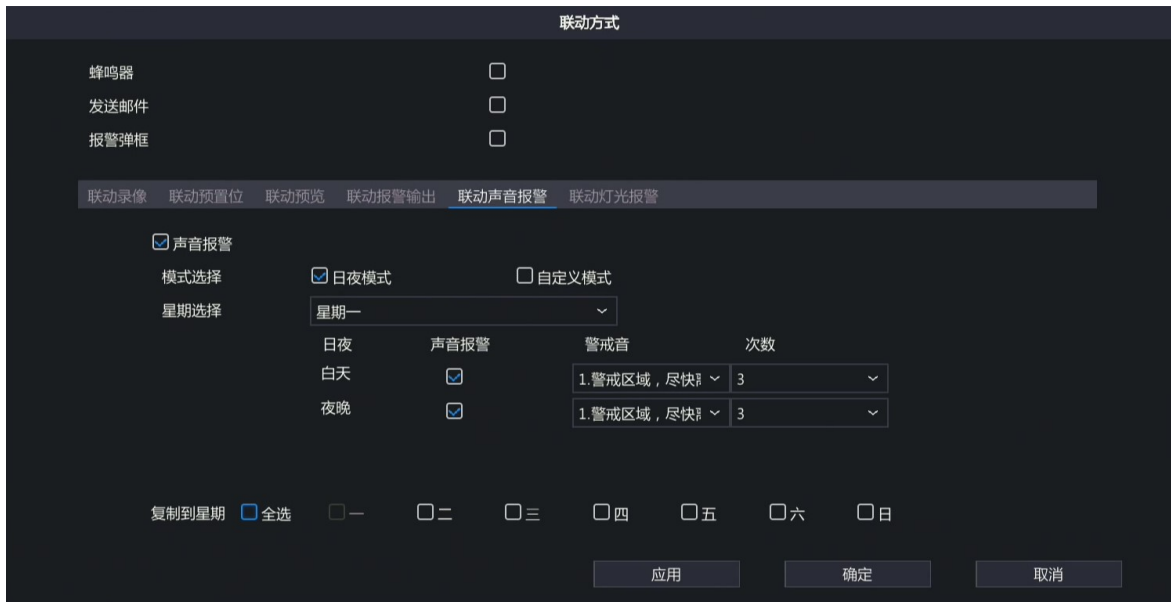 联动方式
蜂鸣器
发送邮件
报警弹框
联动录像 联动预置位 联动预览 联动报警输出 联动声音报警 联动灯光报警
声音报警
模式选择 日夜模式 自定义模式
星期选择 星期一
日夜 声音报警 警戒音 次数
白天 1.警戒区域，尽快 3
夜晚 1.警戒区域，尽快 3
复制到星期 全选 一 二 三 四 五 六 日
应用 确定 取消